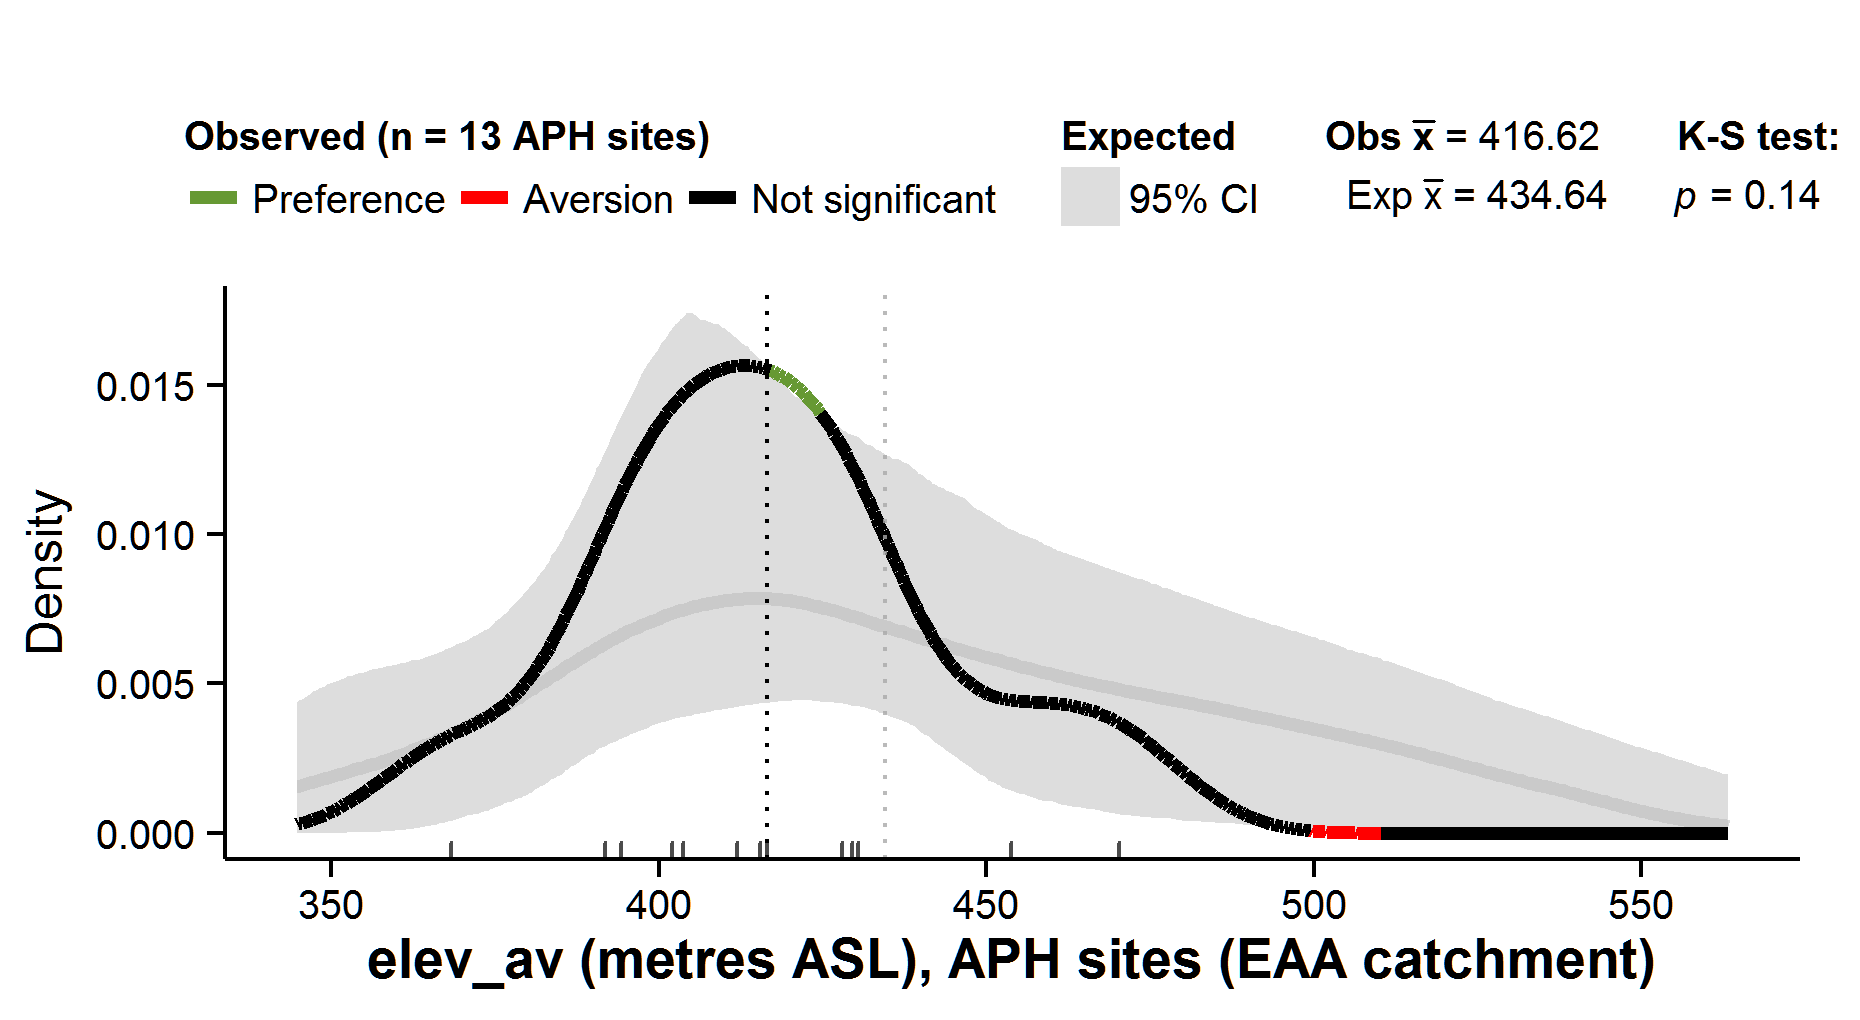 Observed (n = 13 APH sites) Expected Obs x̅ = 416.62 K-S test:
Preference Aversion Not significant 95% CI Exp x̅ = 434.64 p = 0.14
Density
0.015
0.010
0.005
0.000
350 400 450 500 550
elev_av (metres ASL), APH sites (EAA catchment)